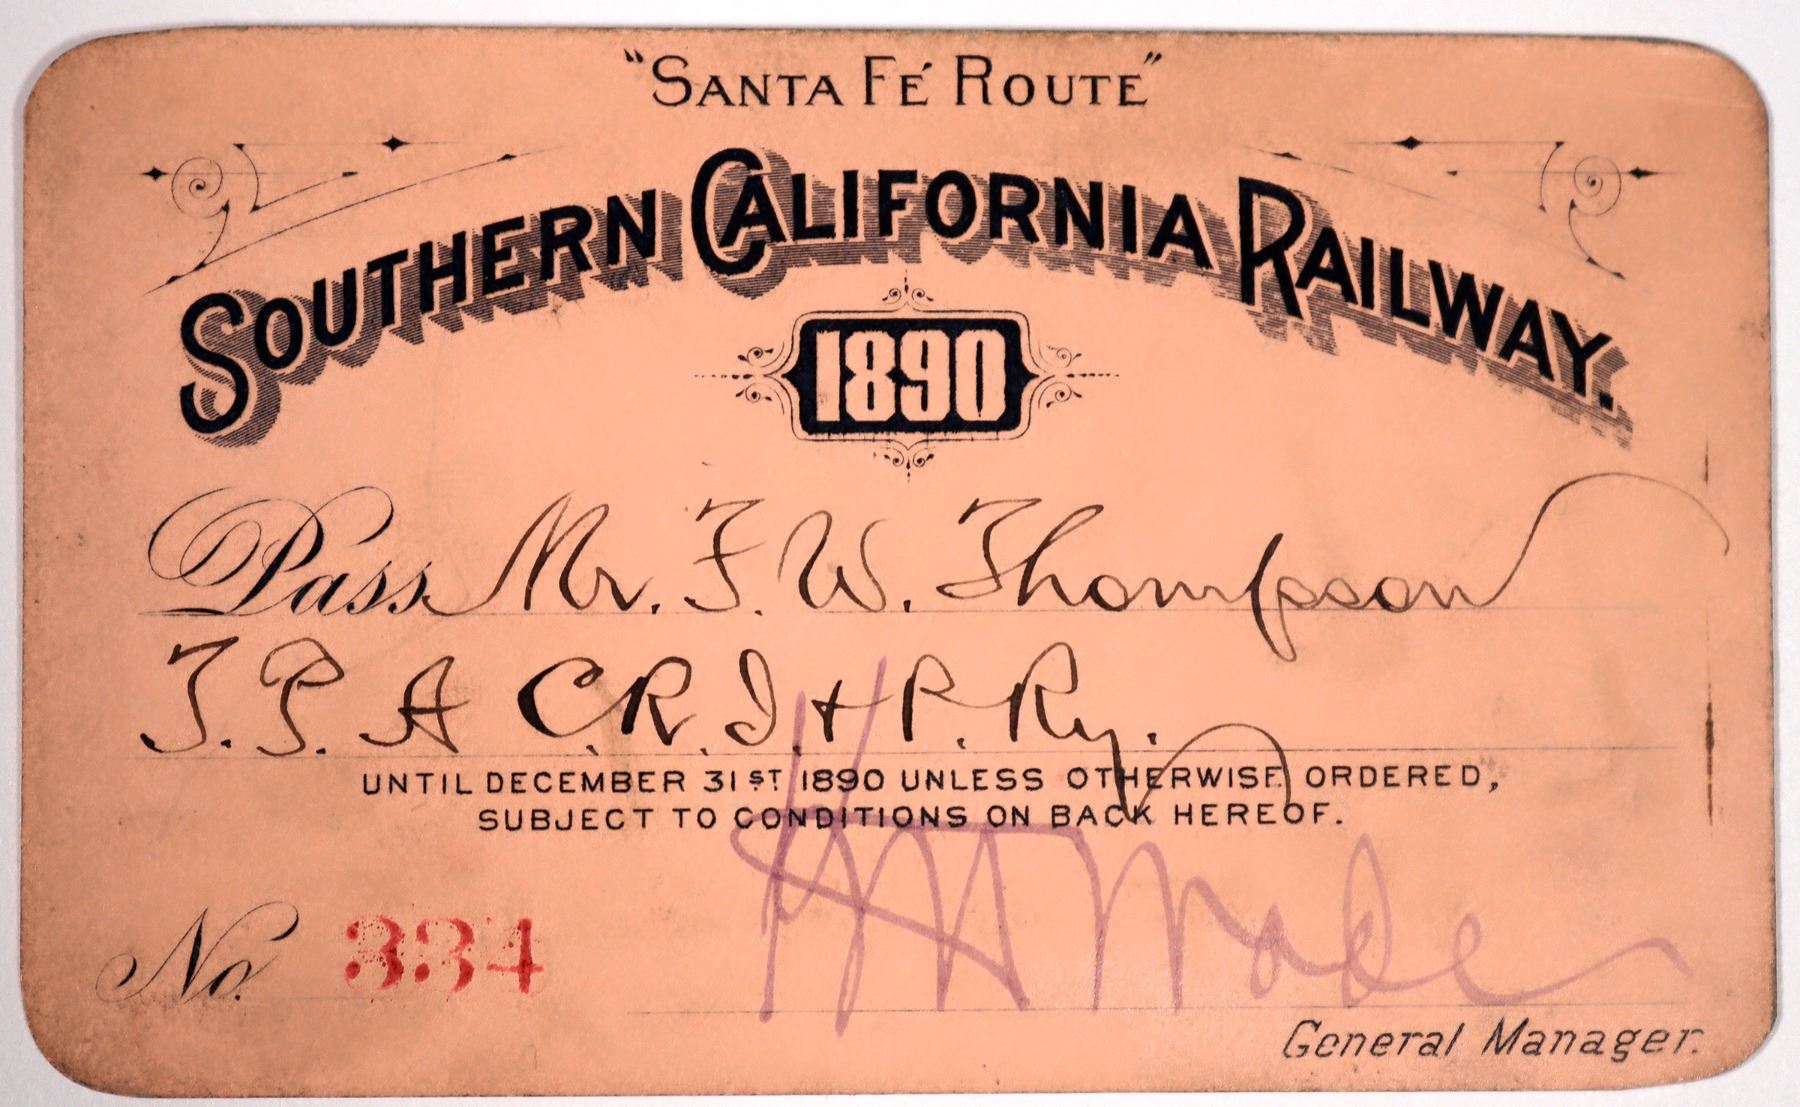 "SANTA FÉ ROUTE"
SOUTHERN CALIFORNIA RAILWAY.
1890
Pass Mr. F. W. Thompson
T. P. A C. R. I. & P. Ry.
UNTIL DECEMBER 31ST 1890 UNLESS OTHERWISE ORDERED,
SUBJECT TO CONDITIONS ON BACK HEREOF.
No. 334
General Manager.